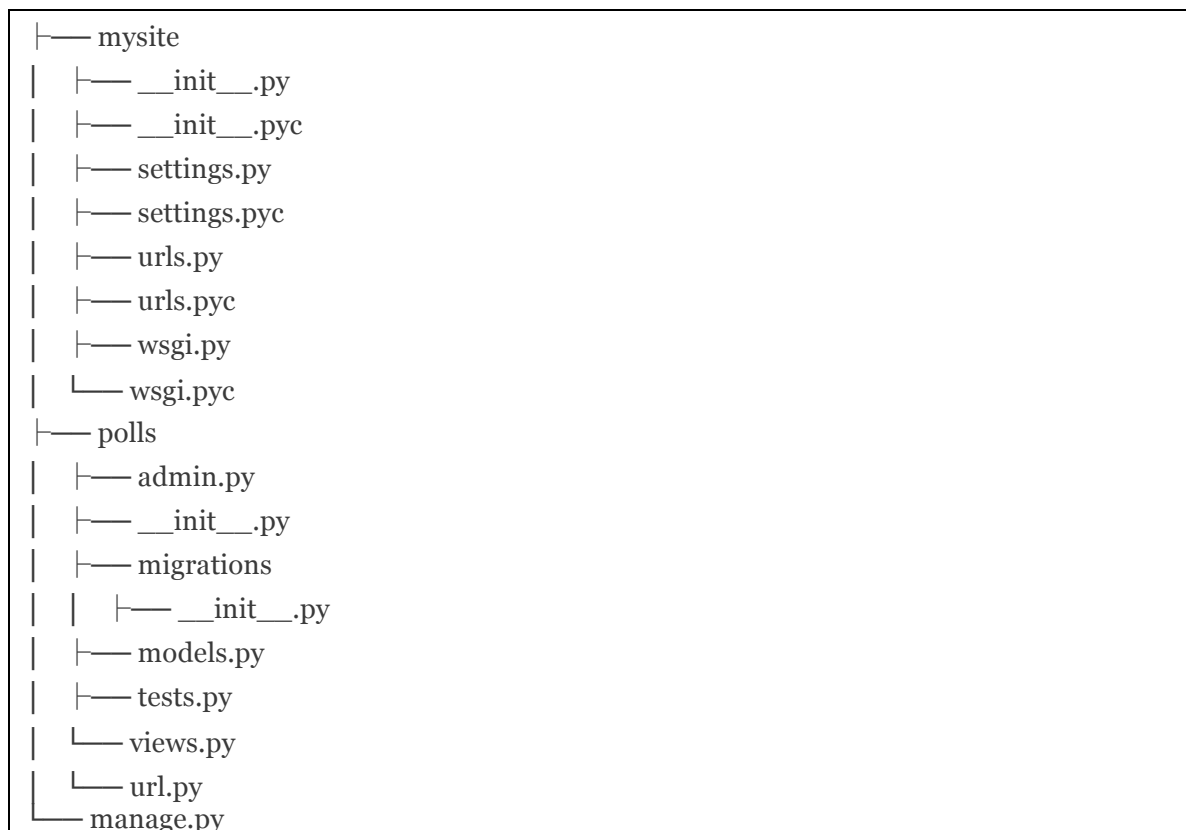 ├── mysite
│   ├── __init__.py
│   ├── __init__.pyc
│   ├── settings.py
│   ├── settings.pyc
│   ├── urls.py
│   ├── urls.pyc
│   ├── wsgi.py
│   └── wsgi.pyc
├── polls
│   ├── admin.py
│   ├── __init__.py
│   ├── migrations
│   │   ├── __init__.py
│   ├── models.py
│   ├── tests.py
│   └── views.py
│   └── url.py
└── manage.py